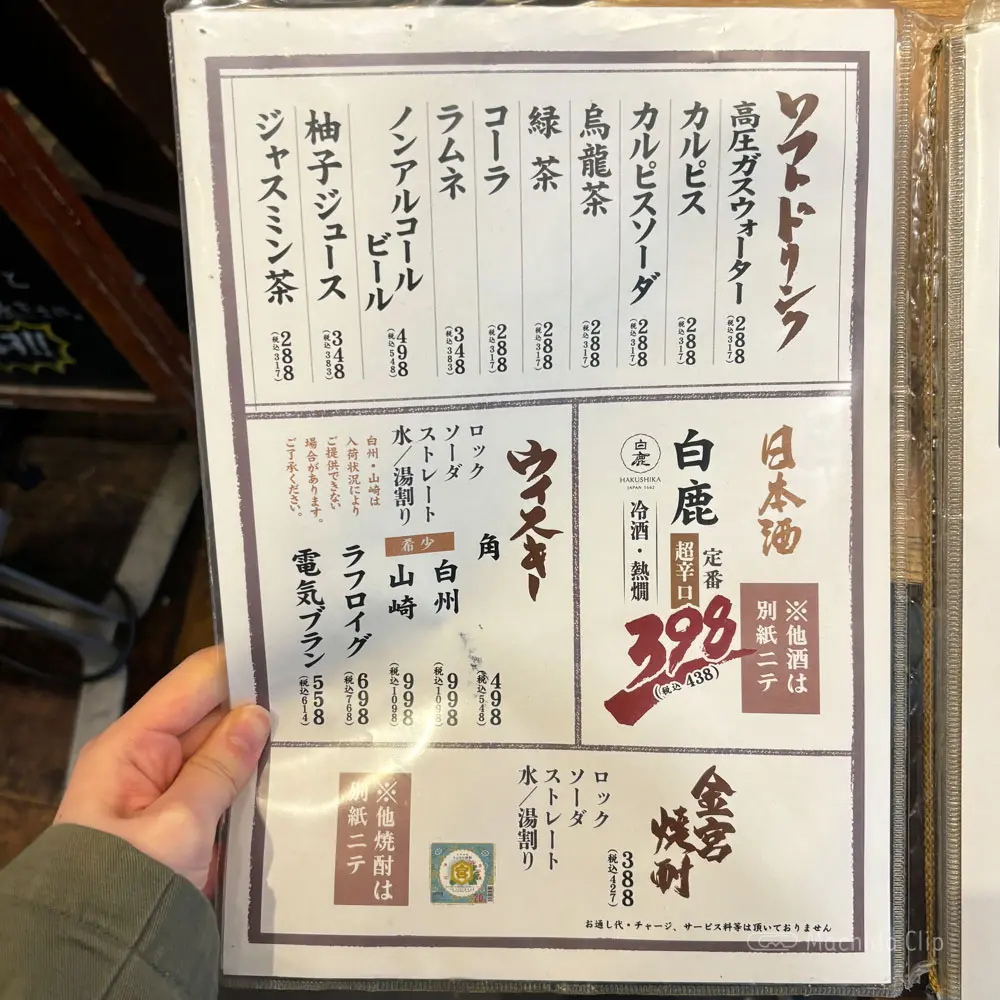 ソフトドリンク
高圧ガスウォーター 288
(税込317)
カルピス 288
(税込317)
カルピスソーダ 288
(税込317)
烏龍茶 288
(税込317)
緑茶 288
(税込317)
コーラ 288
(税込317)
ラムネ 348
(税込383)
ノンアルコール
ビール 498
(税込548)
柚子ジュース 348
(税込383)
ジャスミン茶 288
(税込317)
日本酒
※他酒は
別紙ニテ
白鹿
定番
超辛口
白鹿
HAKUSHIKA
JAPAN 1662
冷酒・熱燗
398
(税込438)
ウイスキー
ロック
ソーダ
ストレート
水/湯割り
白州・山崎は
入荷状況により
ご提供できない
場合があります。
ご了承ください。
角 498
(税込548)
希少
白州 998
(税込1098)
山崎 998
(税込1098)
ラフロイグ 698
(税込768)
電気ブラン 558
(税込614)
金宮
焼酎
388
(税込427)
ロック
ソーダ
ストレート
水/湯割り
※他焼酎は
別紙ニテ
お通し代・チャージ、サービス料等は頂いておりません
Muchido Clip